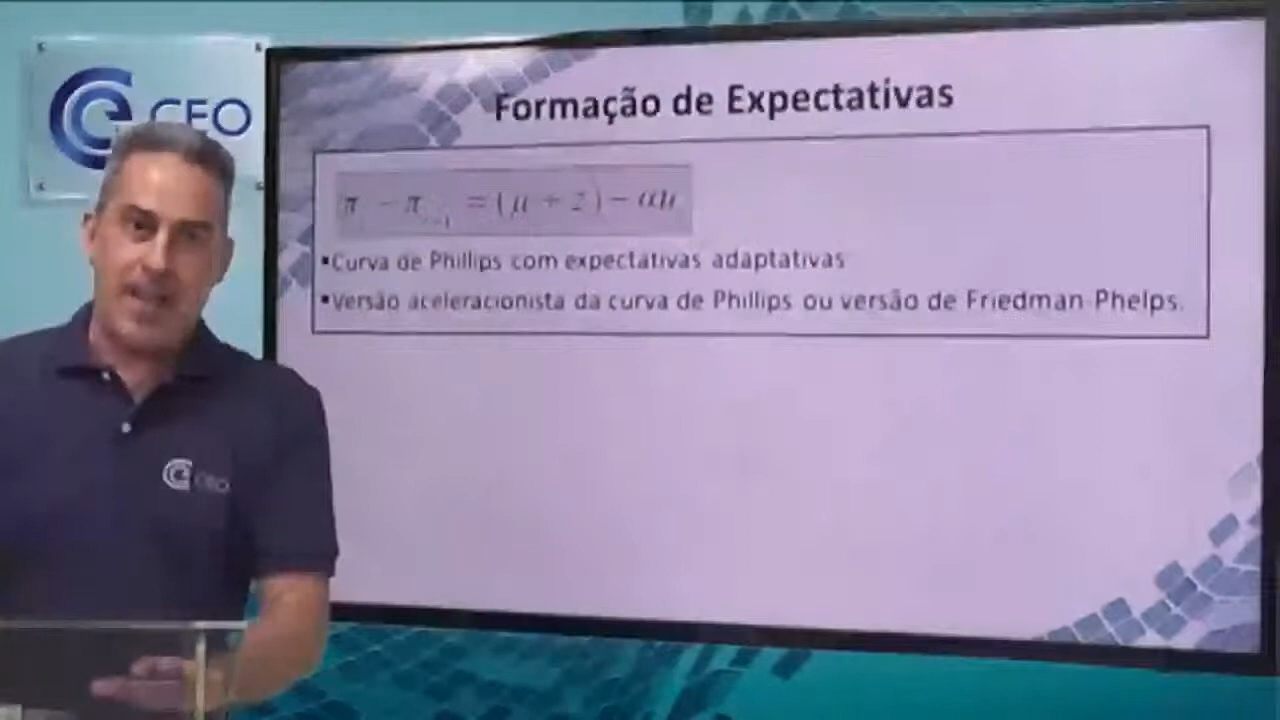 CEO
Formação de Expectativas
π - π₋₁ = (μ + z) - αu
▪Curva de Phillips com expectativas adaptativas
▪Versão aceleracionista da curva de Phillips ou versão de Friedman-Phelps.
CEO